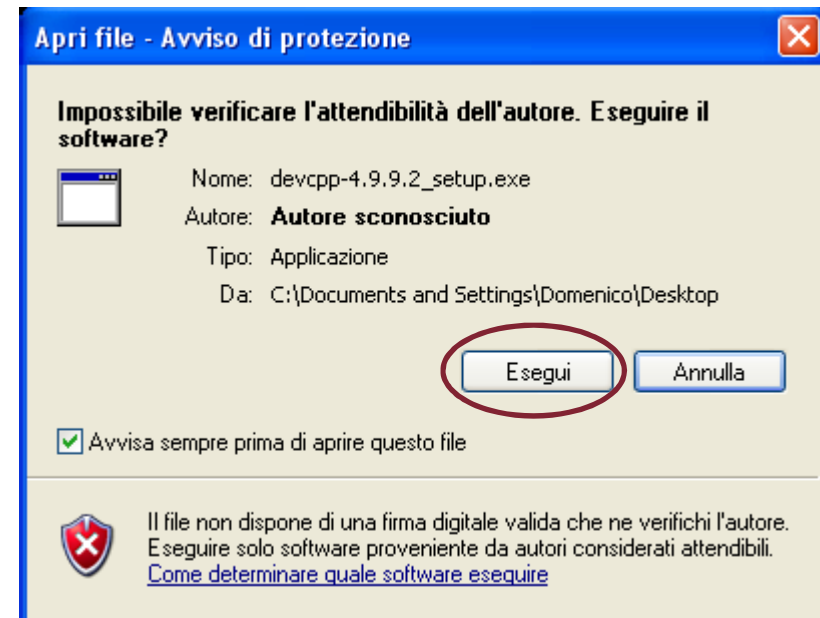 Apri file - Avviso di protezione
Impossibile verificare l'attendibilità dell'autore. Eseguire il
software?
Nome: devcpp-4.9.9.2_setup.exe
Autore: Autore sconosciuto
Tipo: Applicazione
Da: C:\Documents and Settings\Domenico\Desktop
Esegui Annulla
Avvisa sempre prima di aprire questo file
Il file non dispone di una firma digitale valida che ne verifichi l'autore.
Eseguire solo software proveniente da autori considerati attendibili.
Come determinare quale software eseguire